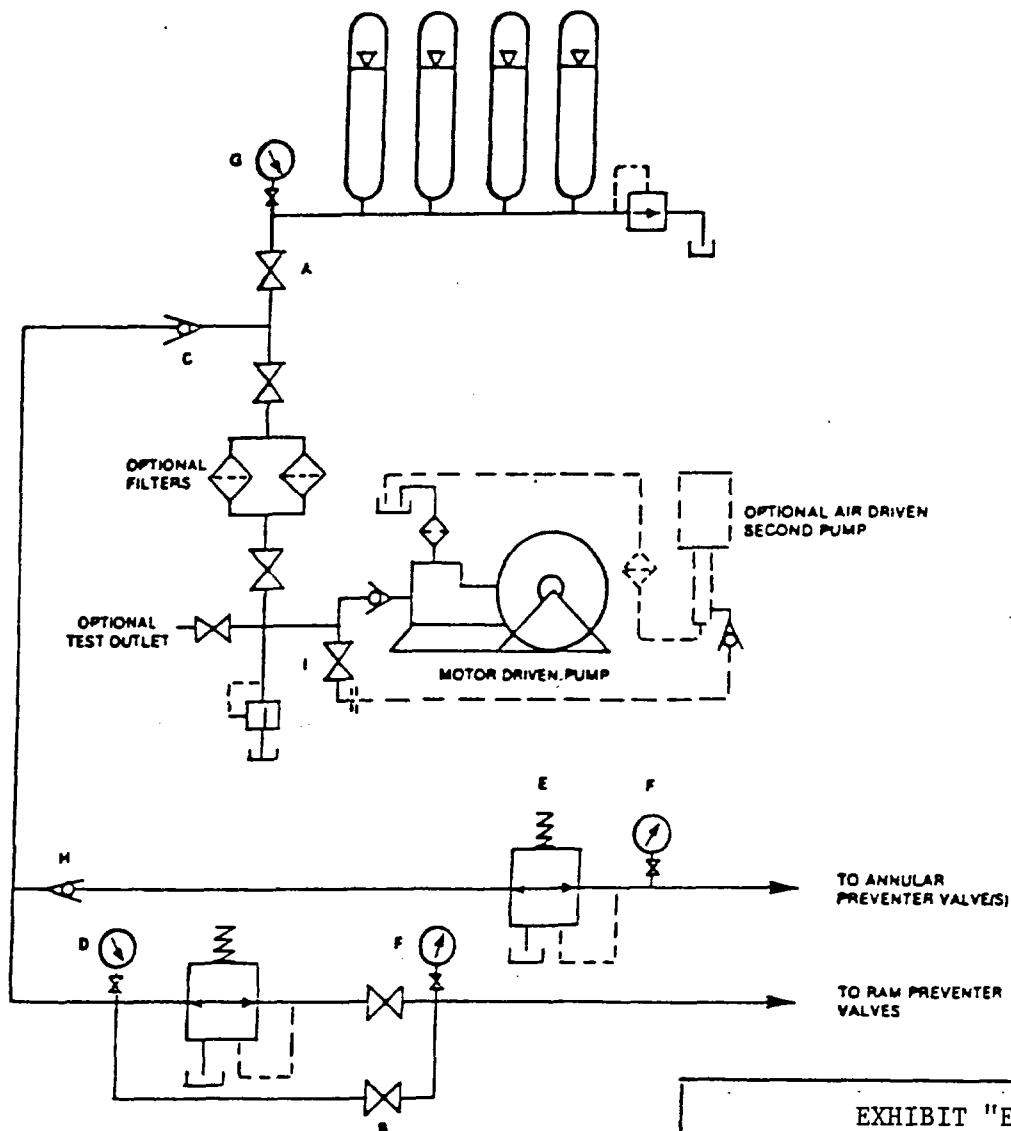 G
A
C
OPTIONAL
FILTERS
OPTIONAL AIR DRIVEN
SECOND PUMP
OPTIONAL
TEST OUTLET
I
MOTOR DRIVEN PUMP
E
F
H
TO ANNULAR
PREVENTER VALVE(S)
D
F
TO RAM PREVENTER
VALVES
EXHIBIT "E